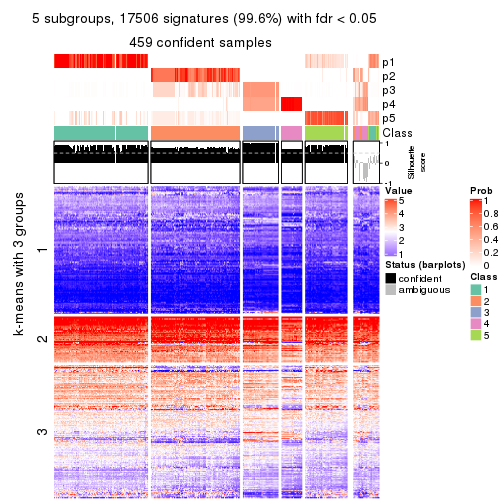 5 subgroups, 17506 signatures (99.6%) with fdr < 0.05
459 confident samples
p1
p2
p3
p4
p5
Class
1
0
-1
Silhouette
score
k-means with 3 groups
1
2
3
Value
5
4
3
2
1
Status (barplots)
confident
ambiguous
Prob
1
0.8
0.6
0.4
0.2
0
Class
1
2
3
4
5